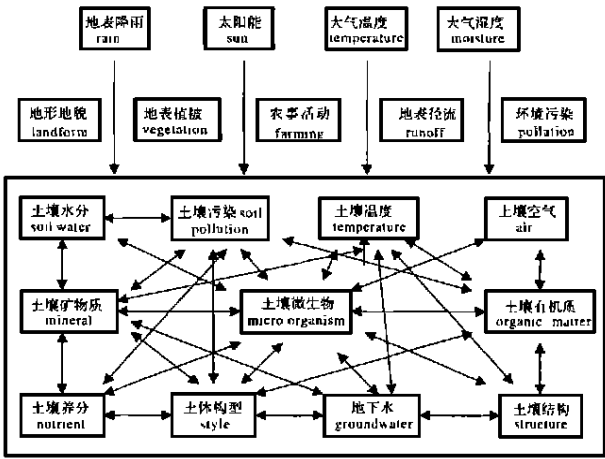 地表降雨
rain
太阳能
sun
大气温度
temperature
大气湿度
moisture
地形地貌
landform
地表植被
vegetation
农事活动
farming
地表径流
runoff
环境污染
pollation
土壤水分
soil water
土壤污染 soil
pollution
土壤温度
temperature
土壤空气
air
土壤矿物质
mineral
土壤微生物
micro organism
土壤有机质
organic matter
土壤养分
nutrient
土体构型
style
地下水
groundwater
土壤结构
structure